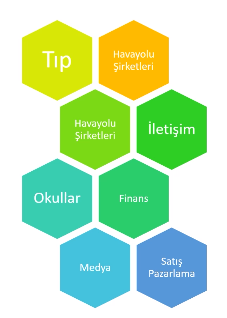 Tıp
Havayolu
Şirketleri
Havayolu
Şirketleri
İletişim
Okullar
Finans
Medya
Satış
Pazarlama